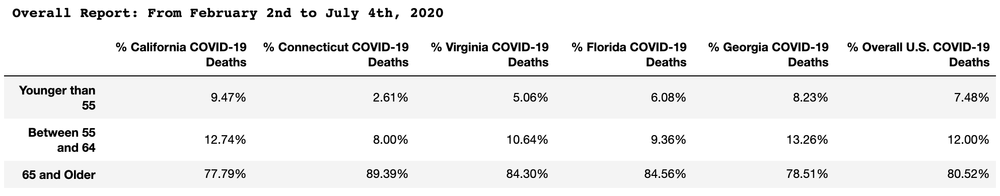 Overall Report: From February 2nd to July 4th, 2020
% California COVID-19 % Connecticut COVID-19 % Virginia COVID-19 % Florida COVID-19 % Georgia COVID-19 % Overall U.S. COVID-19
Deaths Deaths Deaths Deaths Deaths Deaths
Younger than
55 9.47% 2.61% 5.06% 6.08% 8.23% 7.48%
Between 55
and 64 12.74% 8.00% 10.64% 9.36% 13.26% 12.00%
65 and Older 77.79% 89.39% 84.30% 84.56% 78.51% 80.52%